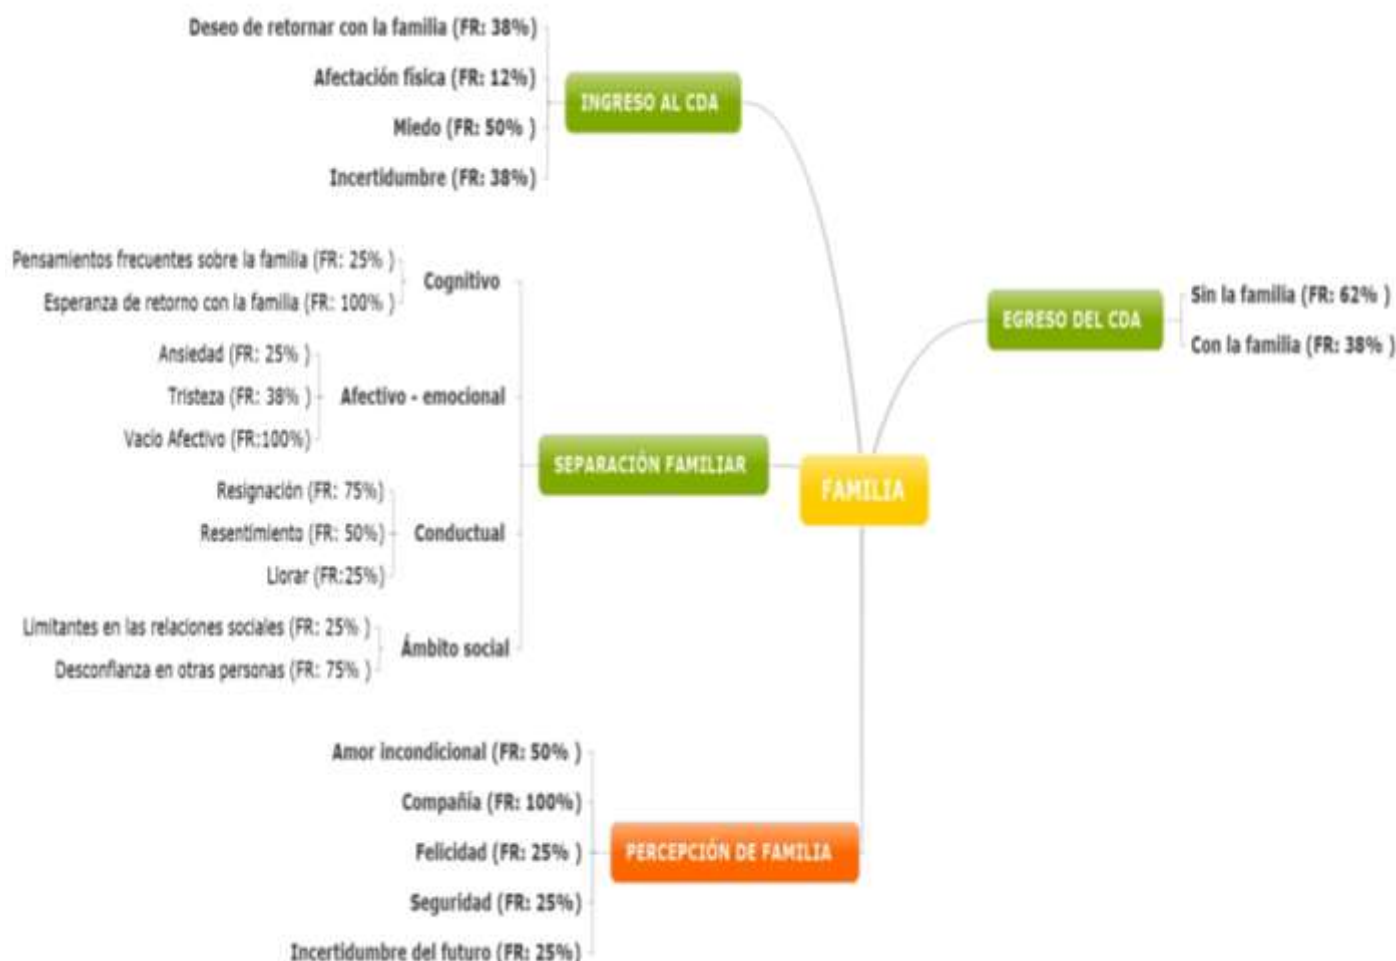 Deseo de retornar con la familia (FR: 38%)
Afectación física (FR: 12%)
Miedo (FR: 50% )
Incertidumbre (FR: 38%)
INGRESO AL CDA
Pensamientos frecuentes sobre la familia (FR: 25% )
Esperanza de retorno con la familia (FR: 100% )
Cognitivo
Ansiedad (FR: 25% )
Tristeza (FR: 38% )
Vacio Afectivo (FR:100%)
Afectivo - emocional
Resignación (FR: 75%)
Resentimiento (FR: 50%)
Llorar (FR:25%)
Conductual
Limitantes en las relaciones sociales (FR: 25% )
Desconfianza en otras personas (FR: 75% )
Ámbito social
SEPARACIÓN FAMILIAR
Amor incondicional (FR: 50% )
Compañía (FR: 100%)
Felicidad (FR: 25% )
Seguridad (FR: 25%)
Incertidumbre del futuro (FR: 25%)
PERCEPCIÓN DE FAMILIA
FAMILIA
EGRESO DEL CDA
Sin la familia (FR: 62% )
Con la familia (FR: 38% )